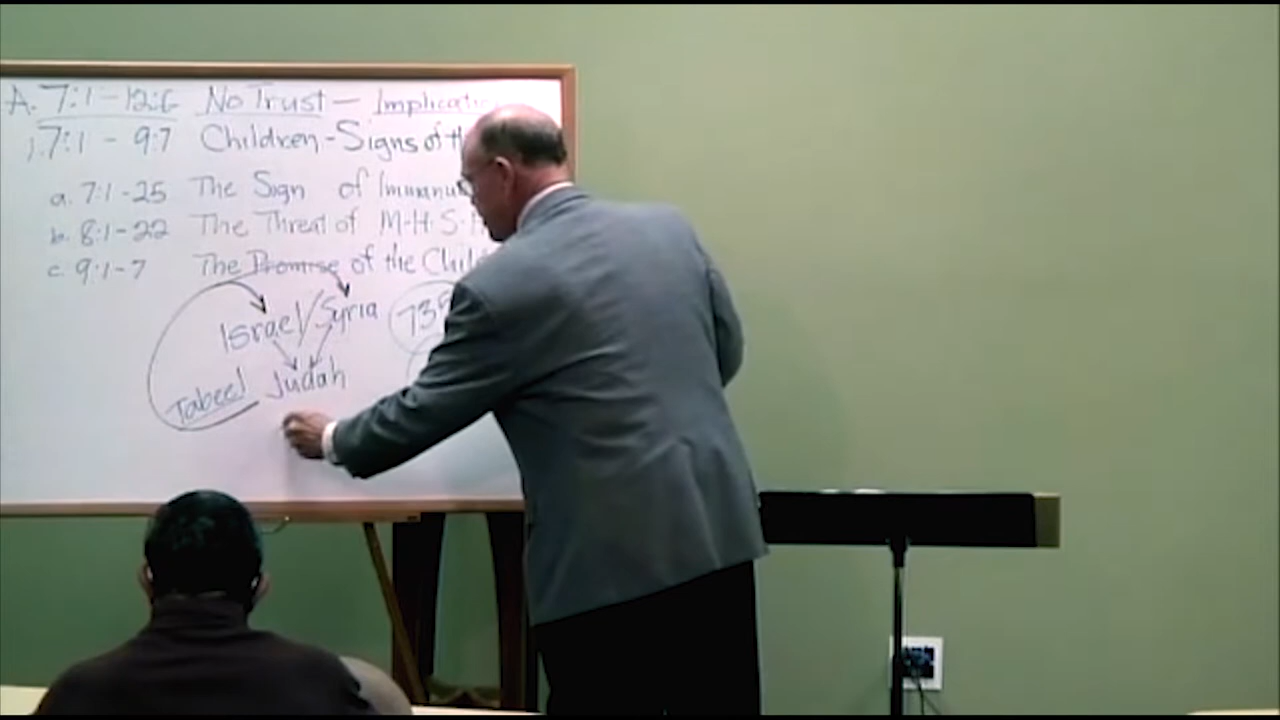 A. 7:1-12:6 No Trust - Implicatio
1. 7:1 - 9:7 Children - Signs of th
a. 7:1-25 The Sign of Immanu
b. 8:1-22 The Threat of M-H-S-H
c. 9:1-7 The Promise of the Chil
Israel/Syria 735
Tabeel Judah